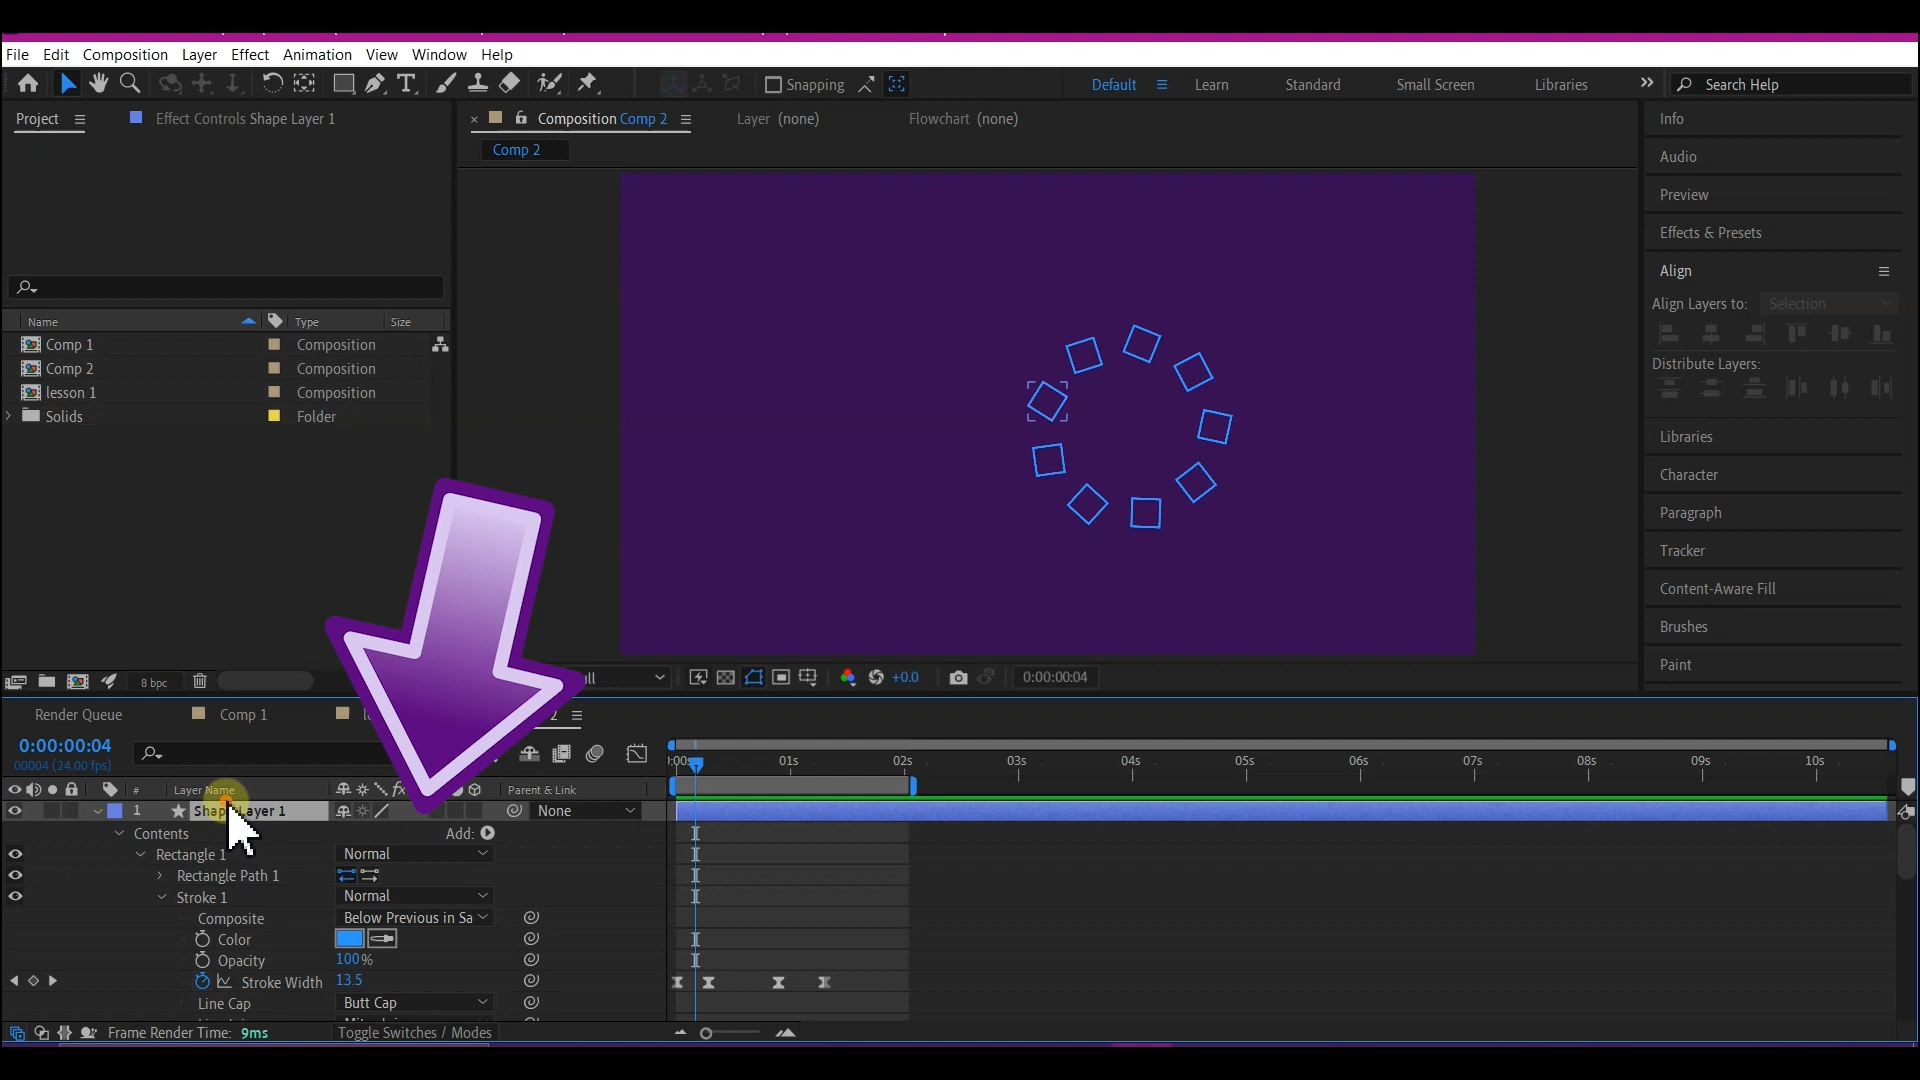 File Edit Composition Layer Effect Animation View Window Help
Snapping Default Learn Standard Small Screen Libraries Search Help
Project Effect Controls Shape Layer 1
Composition Comp 2 Layer (none) Flowchart (none)
Comp 2
Info
Audio
Preview
Effects & Presets
Align
Align Layers to: Selection
Distribute Layers:
Libraries
Character
Paragraph
Tracker
Content-Aware Fill
Brushes
Paint
Name Type Size
Comp 1 Composition
Comp 2 Composition
lesson 1 Composition
Solids Folder
8 bpc
+0.0 0:00:00:04
Render Queue Comp 1 2
0:00:00:04
00004 (24.00 fps)
:00s 01s 02s 03s 04s 05s 06s 07s 08s 09s 10s
# Layer Name fx Parent & Link
1 Shape Layer 1 None
Contents Add:
Rectangle 1 Normal
Rectangle Path 1
Stroke 1 Normal
Composite Below Previous in Sa
Color
Opacity 100%
Stroke Width 13.5
Line Cap Butt Cap
Frame Render Time: 9ms Toggle Switches / Modes